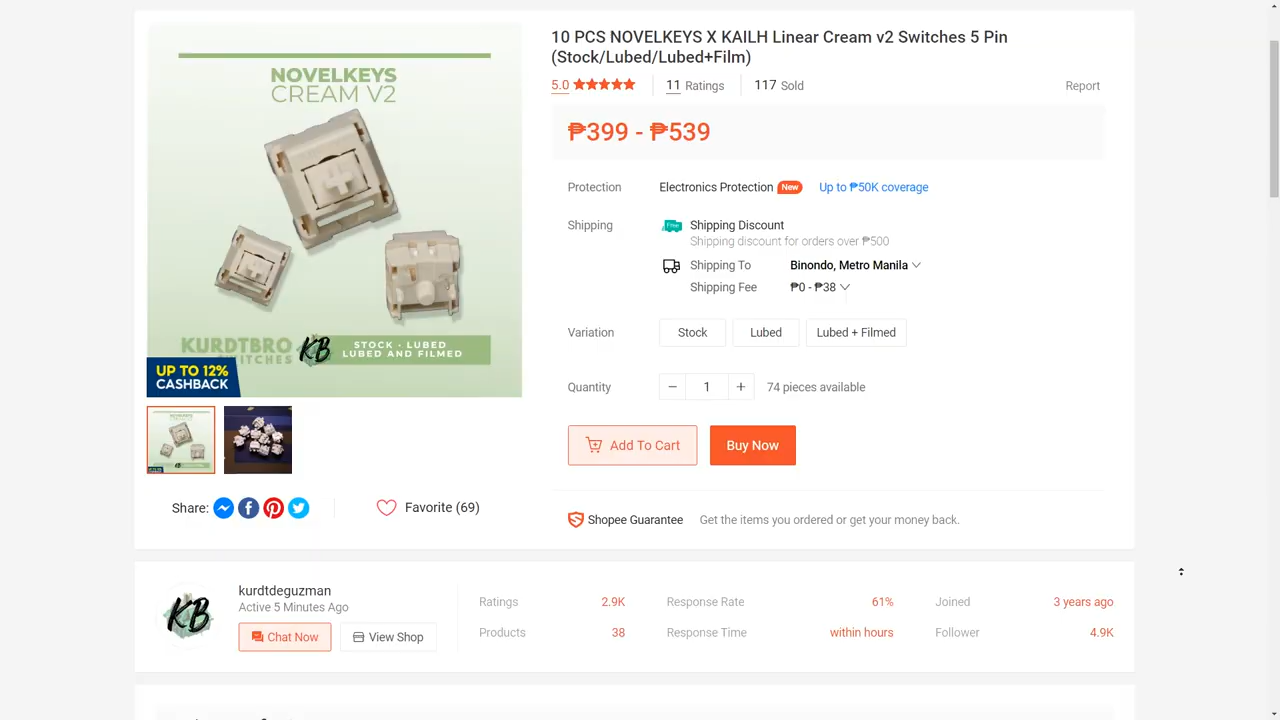 NOVELKEYS
CREAM V2
KURDTBRO
SWITCHES
KB
STOCK · LUBED
LUBED AND FILMED
UP TO 12%
CASHBACK
Share:
Favorite (69)
10 PCS NOVELKEYS X KAILH Linear Cream v2 Switches 5 Pin
(Stock/Lubed/Lubed+Film)
5.0 11 Ratings 117 Sold Report
₱399 - ₱539
Protection Electronics Protection New Up to ₱50K coverage
Shipping Shipping Discount
Shipping discount for orders over ₱500
Shipping To Binondo, Metro Manila
Shipping Fee ₱0 - ₱38
Variation Stock Lubed Lubed + Filmed
Quantity − 1 + 74 pieces available
Add To Cart Buy Now
Shopee Guarantee Get the items you ordered or get your money back.
KB
kurdtdeguzman
Active 5 Minutes Ago
Chat Now View Shop
Ratings 2.9K Response Rate 61% Joined 3 years ago
Products 38 Response Time within hours Follower 4.9K